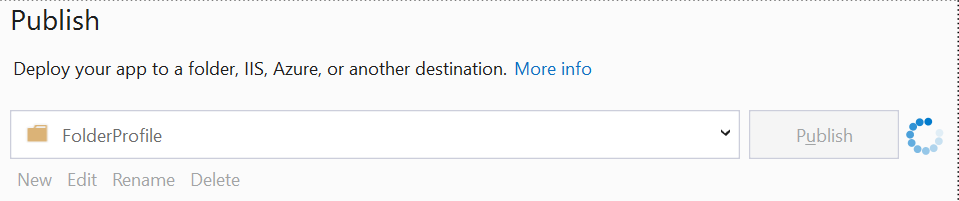 Publish
Deploy your app to a folder, IIS, Azure, or another destination. More info
FolderProfile
Publish
New Edit Rename Delete